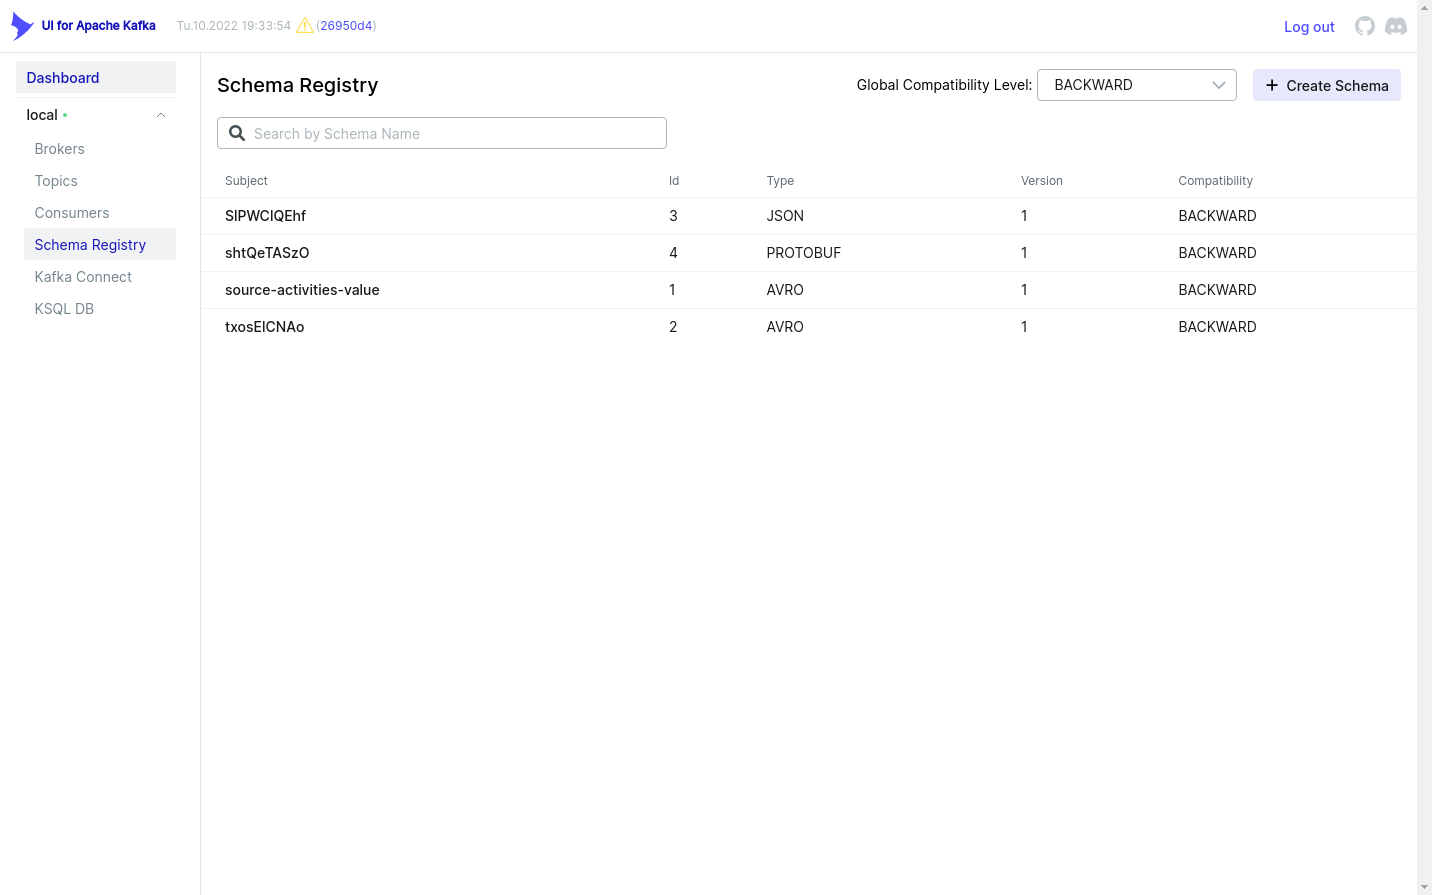 UI for Apache Kafka Tu.10.2022 19:33:54 (26950d4) Log out
Dashboard
local
Brokers
Topics
Consumers
Schema Registry
Kafka Connect
KSQL DB
Schema Registry Global Compatibility Level: BACKWARD Create Schema
Search by Schema Name
Subject Id Type Version Compatibility
SIPWCIQEhf 3 JSON 1 BACKWARD
shtQeTASzO 4 PROTOBUF 1 BACKWARD
source-activities-value 1 AVRO 1 BACKWARD
txosEICNAo 2 AVRO 1 BACKWARD